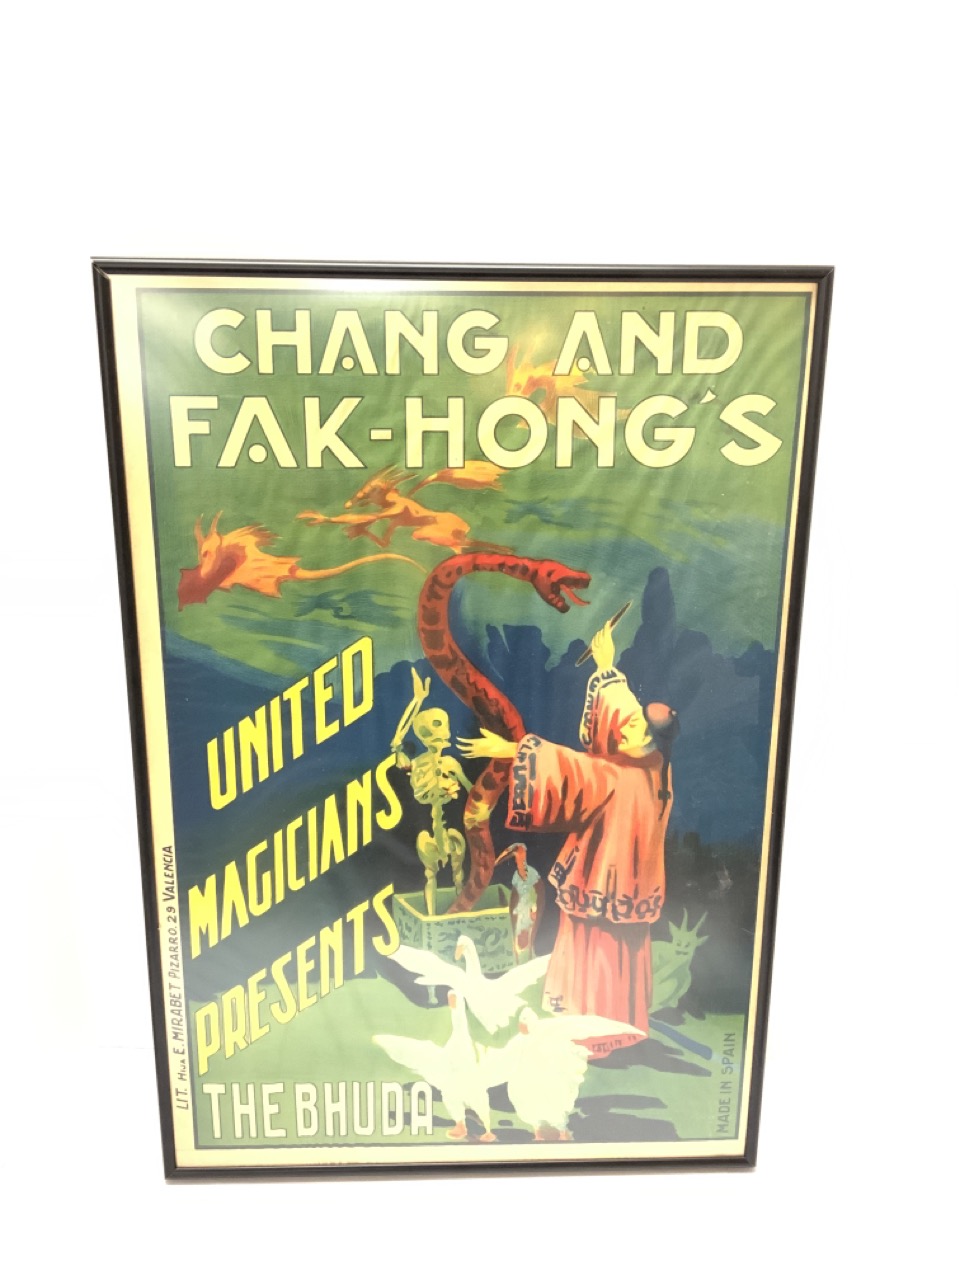 CHANG AND
FAK-HONG'S
UNITED
MAGICIANS
PRESENTS
THE BHUDA
LIT. HIJA E. MIRABET PIZARRO, 29 VALENCIA
MADE IN SPAIN